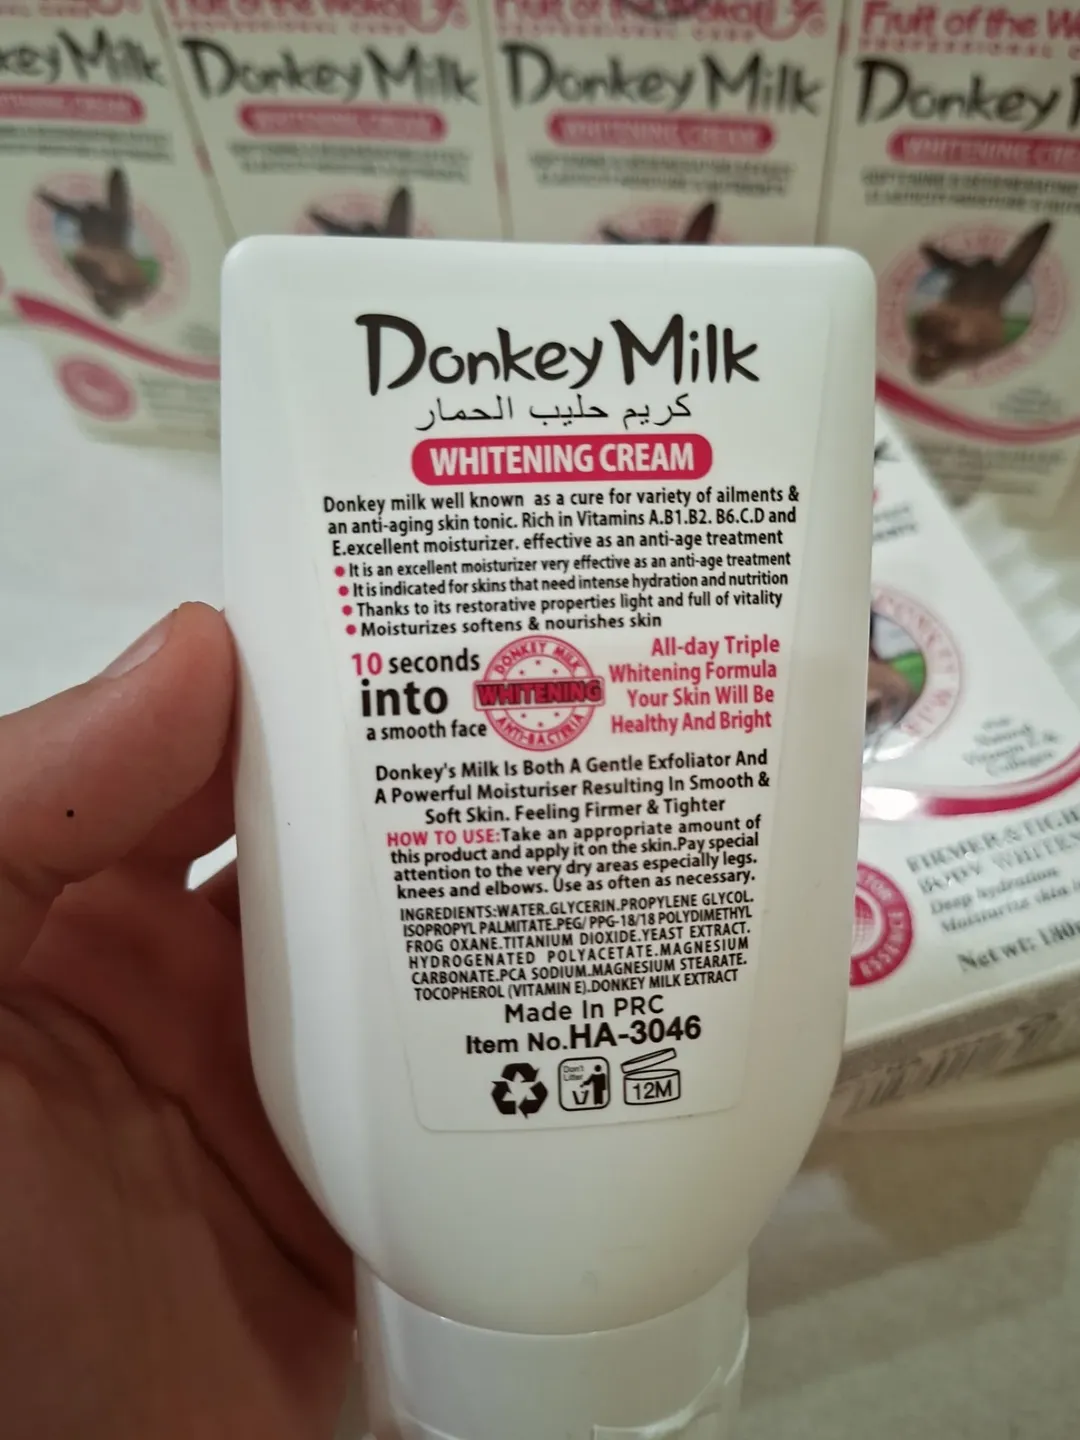 Fruit of the
Donkey Milk
WHITENING CREAM
Donkey Milk
WHITENING CREAM
Donkey
WHITENING
Donkey Milk
كريم حليب الحمار
WHITENING CREAM
Donkey milk well known as a cure for variety of ailments &
an anti-aging skin tonic. Rich in Vitamins A.B1.B2. B6.C.D and
E.excellent moisturizer. effective as an anti-age treatment
• It is an excellent moisturizer very effective as an anti-age treatment
• It is indicated for skins that need intense hydration and nutrition
• Thanks to its restorative properties light and full of vitality
• Moisturizes softens & nourishes skin
10 seconds
into
a smooth face
DONKEY MILK
WHITENING
ANTI-BACTERIA
All-day Triple
Whitening Formula
Your Skin Will Be
Healthy And Bright
Donkey's Milk Is Both A Gentle Exfoliator And
A Powerful Moisturiser Resulting In Smooth &
Soft Skin. Feeling Firmer & Tighter
HOW TO USE:Take an appropriate amount of
this product and apply it on the skin.Pay special
attention to the very dry areas especially legs.
knees and elbows. Use as often as necessary.
INGREDIENTS:WATER.GLYCERIN.PROPYLENE GLYCOL.
ISOPROPYL PALMITATE.PEG/ PPG-18/18 POLYDIMETHYL
FROG OXANE.TITANIUM DIOXIDE.YEAST EXTRACT.
HYDROGENATED POLYACETATE.MAGNESIUM
CARBONATE.PCA SODIUM.MAGNESIUM STEARATE.
TOCOPHEROL (VITAMIN E).DONKEY MILK EXTRACT
Made In PRC
Item No.HA-3046
Don't
Litter
12M
Deep hydration
Net wt: